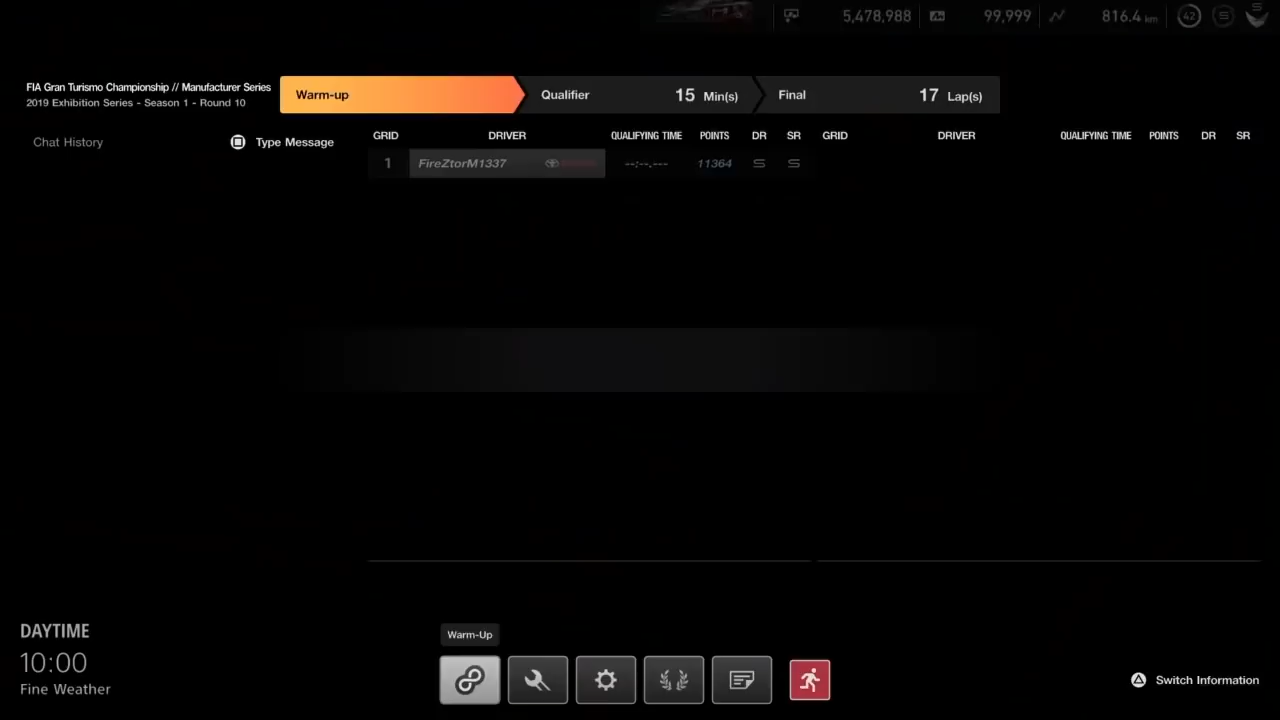 5,478,988 99,999 816.4 km 42 S S
FIA Gran Turismo Championship // Manufacturer Series
2019 Exhibition Series - Season 1 - Round 10
Warm-up Qualifier 15 Min(s) Final 17 Lap(s)
Chat History Type Message
GRID DRIVER QUALIFYING TIME POINTS DR SR GRID DRIVER QUALIFYING TIME POINTS DR SR
1 FireZtorM1337 --:--.--- 11364 S S
Warm-Up
DAYTIME
10:00
Fine Weather
Switch Information